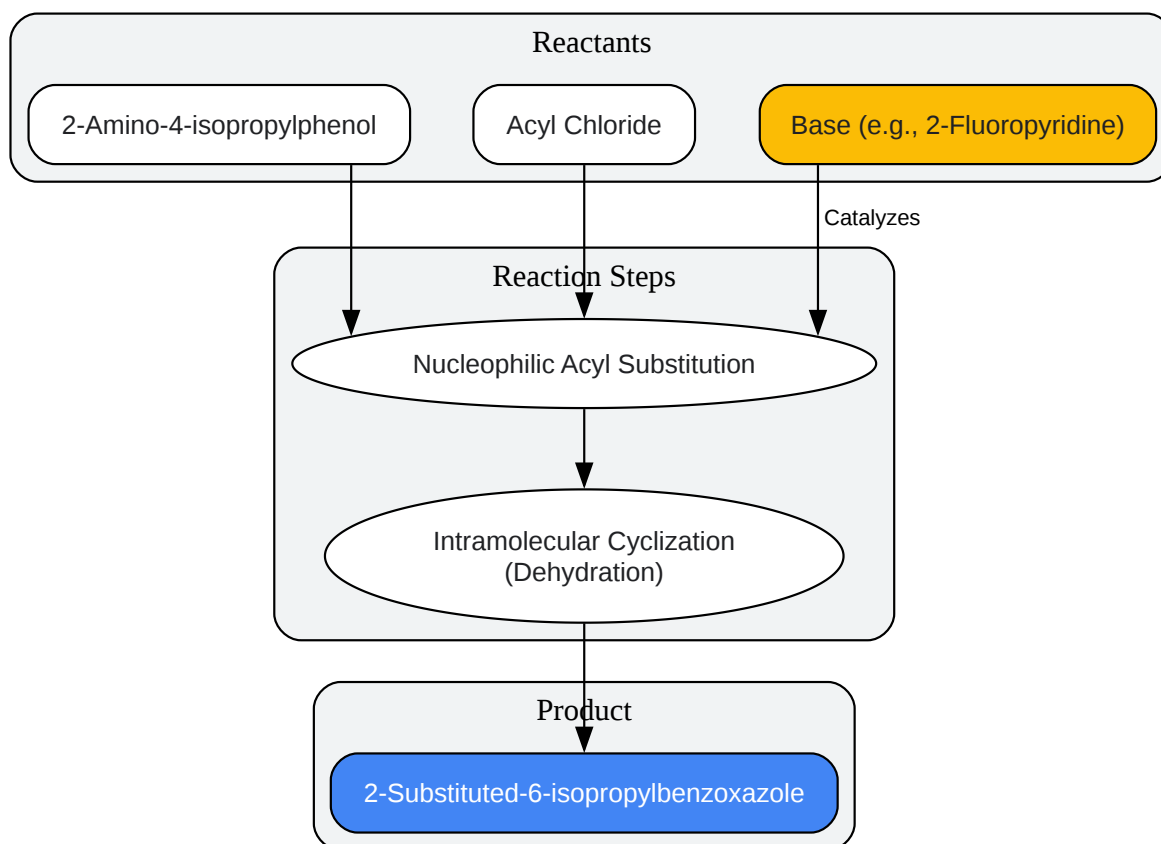 Reactants
2-Amino-4-isopropylphenol
Acyl Chloride
Base (e.g., 2-Fluoropyridine)
Catalyzes
Reaction Steps
Nucleophilic Acyl Substitution
Intramolecular Cyclization
(Dehydration)
Product
2-Substituted-6-isopropylbenzoxazole